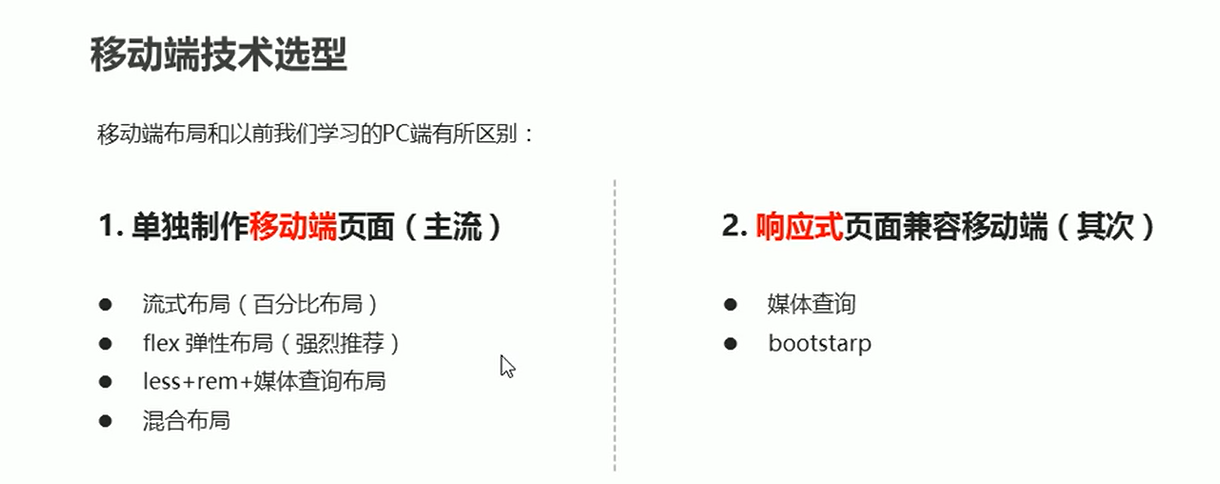 移动端技术选型
移动端布局和以前我们学习的PC端有所区别：
1. 单独制作移动端页面（主流）
流式布局（百分比布局）
flex 弹性布局（强烈推荐）
less+rem+媒体查询布局
混合布局
2. 响应式页面兼容移动端（其次）
媒体查询
bootstarp